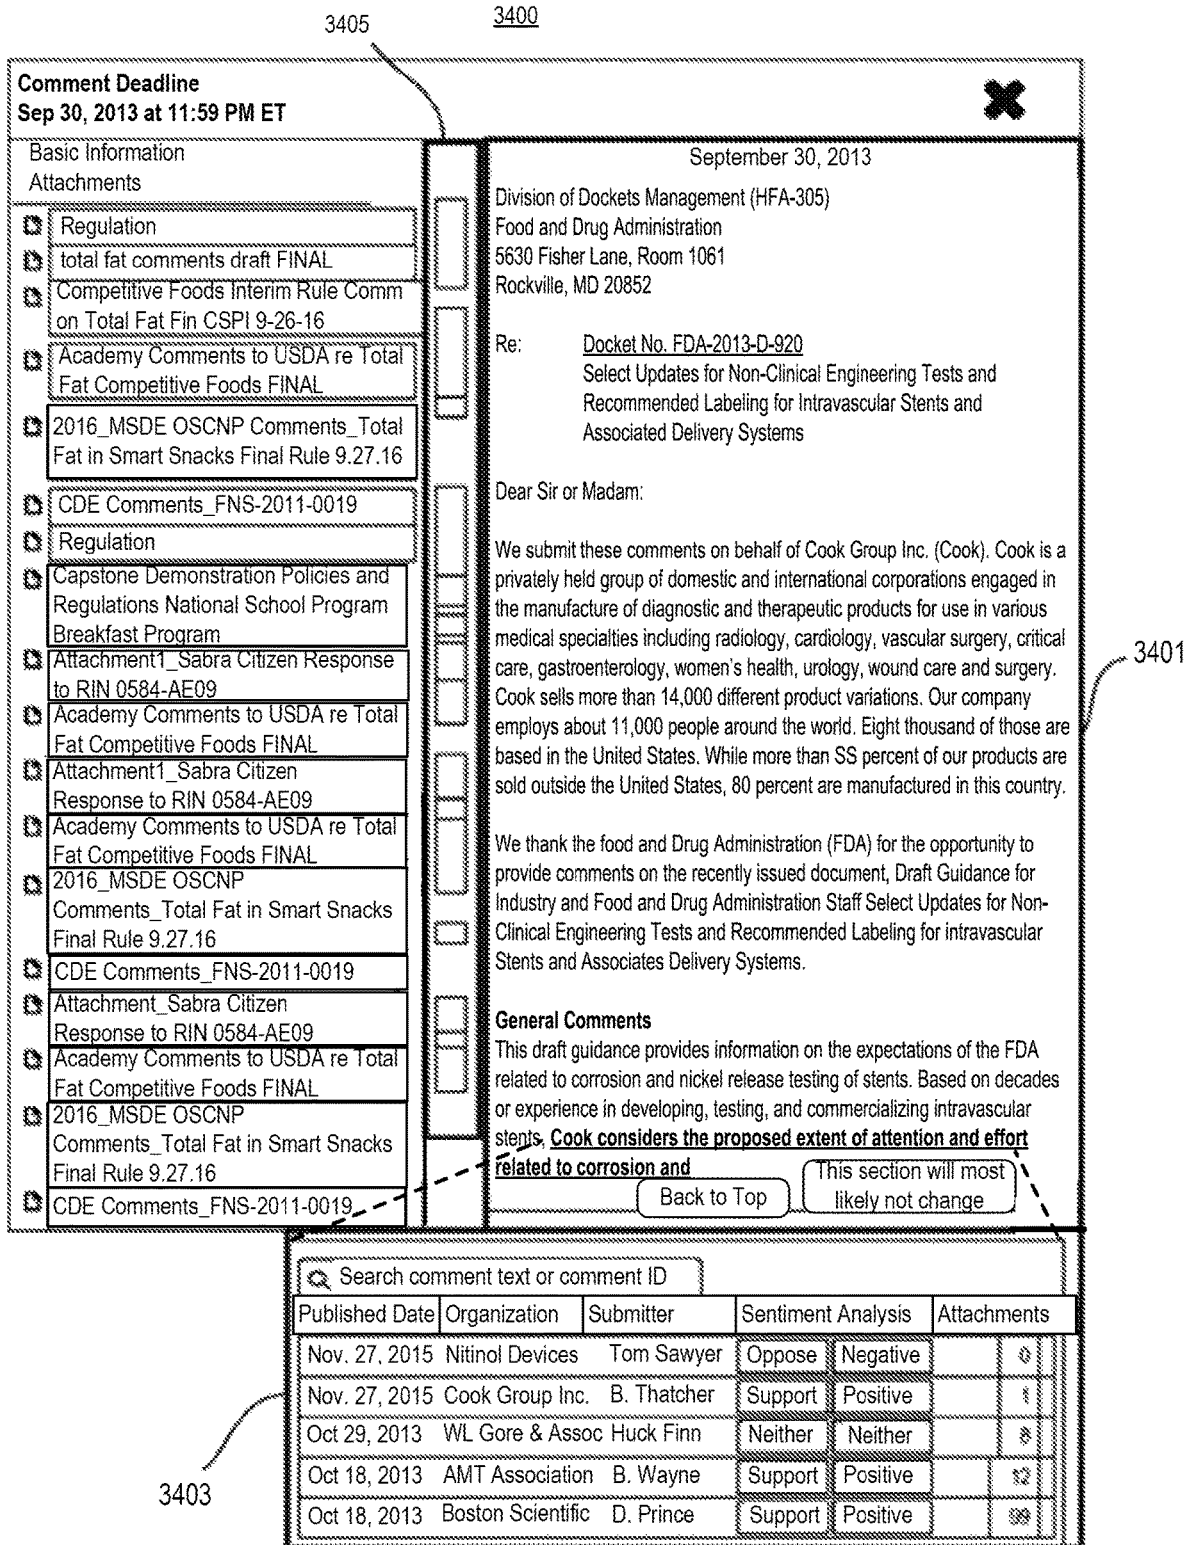 3400
3405
Comment Deadline
Sep 30, 2013 at 11:59 PM ET
Basic Information
Attachments
Regulation
total fat comments draft FINAL
Competitive Foods Interim Rule Comm
on Total Fat Fin CSPI 9-26-16
Academy Comments to USDA re Total
Fat Competitive Foods FINAL
2016_MSDE OSCNP Comments_Total
Fat in Smart Snacks Final Rule 9.27.16
CDE Comments_FNS-2011-0019
Regulation
Capstone Demonstration Policies and
Regulations National School Program
Breakfast Program
Attachment1_Sabra Citizen Response
to RIN 0584-AE09
Academy Comments to USDA re Total
Fat Competitive Foods FINAL
Attachment1_Sabra Citizen
Response to RIN 0584-AE09
Academy Comments to USDA re Total
Fat Competitive Foods FINAL
2016_MSDE OSCNP
Comments_Total Fat in Smart Snacks
Final Rule 9.27.16
CDE Comments_FNS-2011-0019
Attachment_Sabra Citizen
Response to RIN 0584-AE09
Academy Comments to USDA re Total
Fat Competitive Foods FINAL
2016_MSDE OSCNP
Comments_Total Fat in Smart Snacks
Final Rule 9.27.16
CDE Comments_FNS-2011-0019
September 30, 2013
Division of Dockets Management (HFA-305)
Food and Drug Administration
5630 Fisher Lane, Room 1061
Rockville, MD 20852
Re: Docket No. FDA-2013-D-920
Select Updates for Non-Clinical Engineering Tests and
Recommended Labeling for Intravascular Stents and
Associated Delivery Systems
Dear Sir or Madam:
We submit these comments on behalf of Cook Group Inc. (Cook). Cook is a
privately held group of domestic and international corporations engaged in
the manufacture of diagnostic and therapeutic products for use in various
medical specialties including radiology, cardiology, vascular surgery, critical
care, gastroenterology, women's health, urology, wound care and surgery.
Cook sells more than 14,000 different product variations. Our company
employs about 11,000 people around the world. Eight thousand of those are
based in the United States. While more than SS percent of our products are
sold outside the United States, 80 percent are manufactured in this country.
We thank the food and Drug Administration (FDA) for the opportunity to
provide comments on the recently issued document, Draft Guidance for
Industry and Food and Drug Administration Staff Select Updates for Non-
Clinical Engineering Tests and Recommended Labeling for intravascular
Stents and Associates Delivery Systems.
General Comments
This draft guidance provides information on the expectations of the FDA
related to corrosion and nickel release testing of stents. Based on decades
or experience in developing, testing, and commercializing intravascular
stents, Cook considers the proposed extent of attention and effort
related to corrosion and
Back to Top
This section will most
likely not change
3401
Search comment text or comment ID
Published Date Organization Submitter Sentiment Analysis Attachments
Nov. 27, 2015 Nitinol Devices Tom Sawyer Oppose Negative 0
Nov. 27, 2015 Cook Group Inc. B. Thatcher Support Positive 1
Oct 29, 2013 WL Gore & Assoc Huck Finn Neither Neither
Oct 18, 2013 AMT Association B. Wayne Support Positive 12
Oct 18, 2013 Boston Scientific D. Prince Support Positive
3403